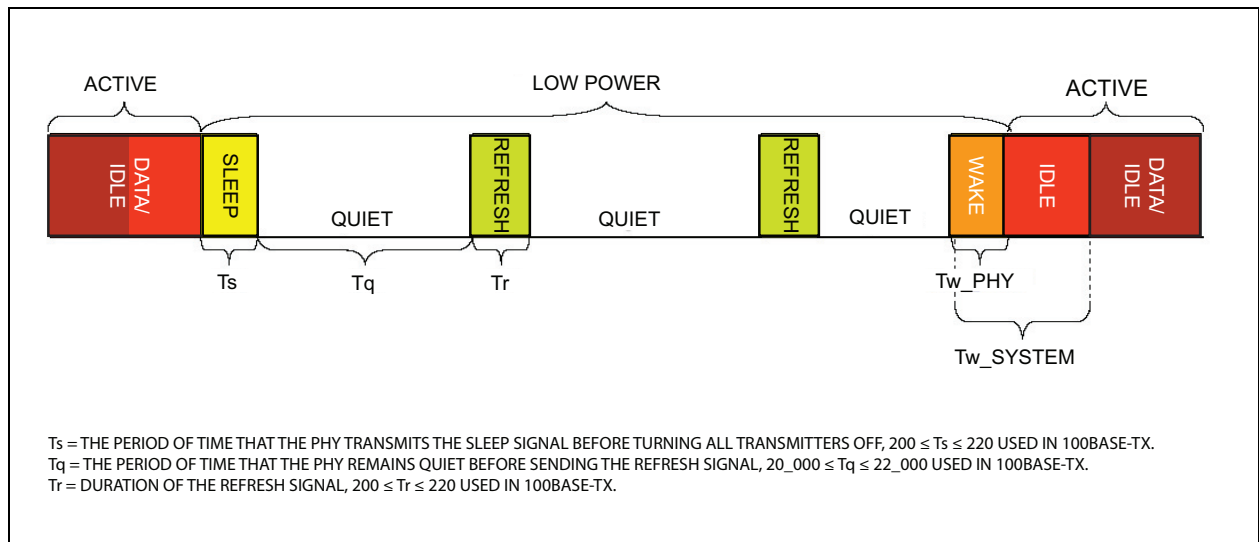 ACTIVE
LOW POWER
ACTIVE
DATA/
IDLE
SLEEP
QUIET
REFRESH
QUIET
REFRESH
QUIET
WAKE
IDLE
DATA/
IDLE
Ts
Tq
Tr
Tw_PHY
Tw_SYSTEM
Ts = THE PERIOD OF TIME THAT THE PHY TRANSMITS THE SLEEP SIGNAL BEFORE TURNING ALL TRANSMITTERS OFF, 200 ≤ Ts ≤ 220 USED IN 100BASE-TX.
Tq = THE PERIOD OF TIME THAT THE PHY REMAINS QUIET BEFORE SENDING THE REFRESH SIGNAL, 20_000 ≤ Tq ≤ 22_000 USED IN 100BASE-TX.
Tr = DURATION OF THE REFRESH SIGNAL, 200 ≤ Tr ≤ 220 USED IN 100BASE-TX.